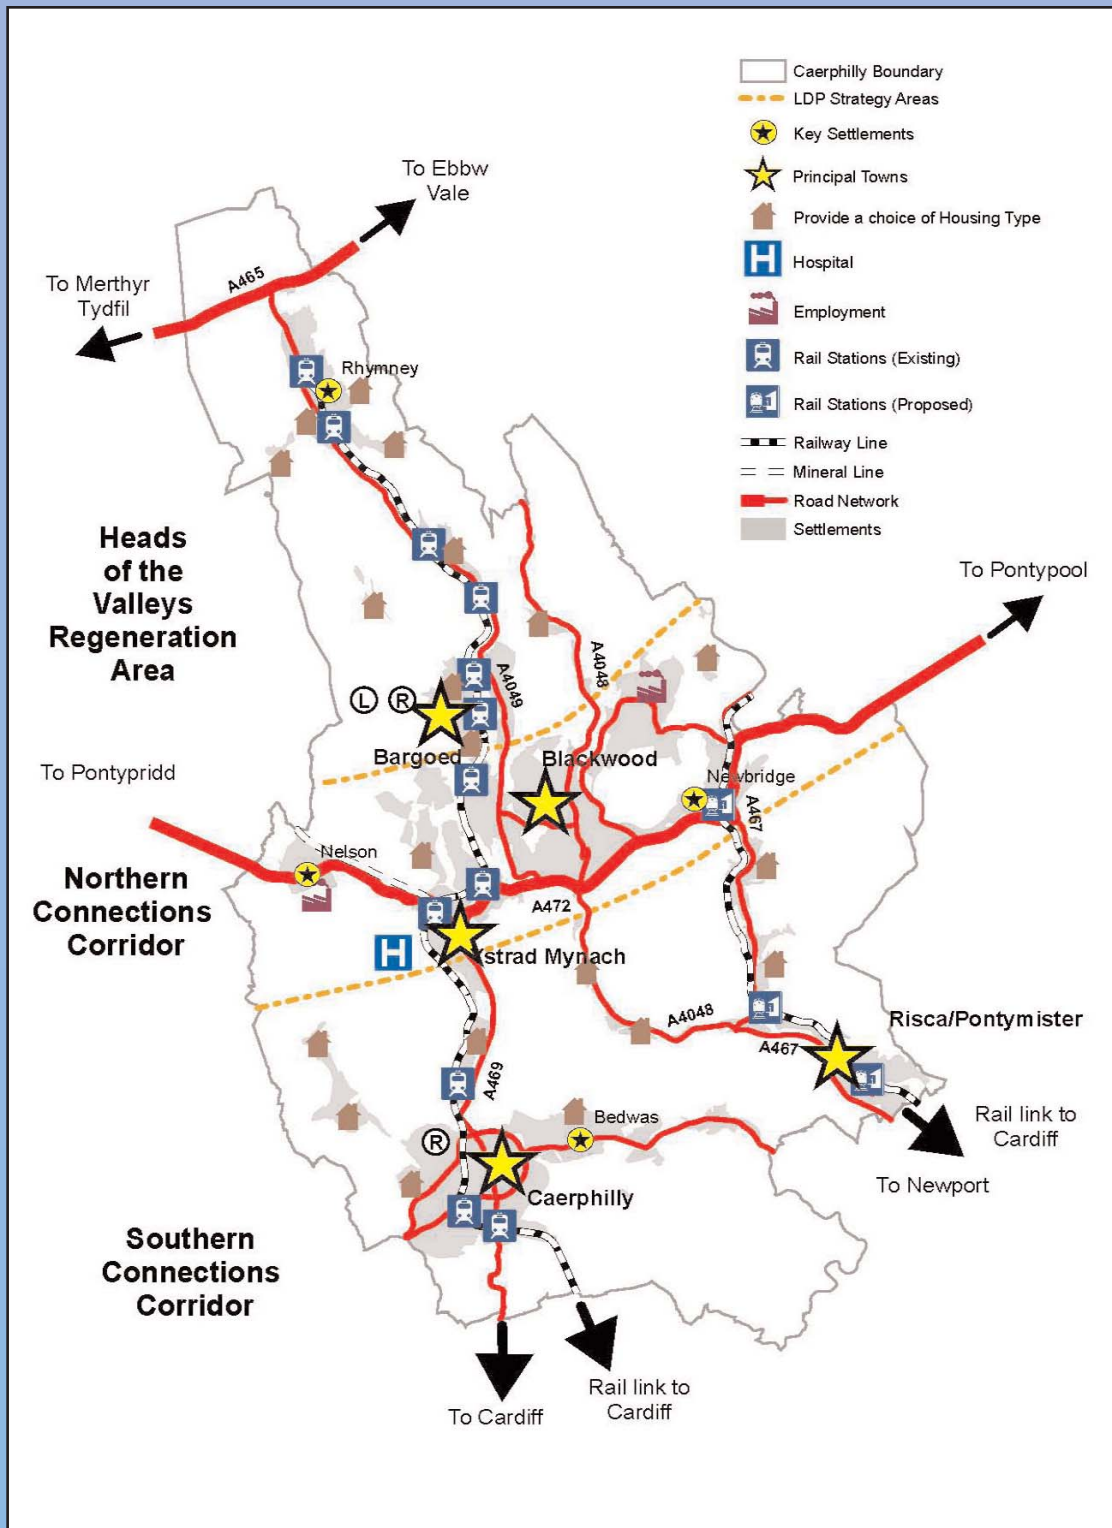 Caerphilly Boundary
LDP Strategy Areas
Key Settlements
Principal Towns
Provide a choice of Housing Type
H
Hospital
Employment
Rail Stations (Existing)
Rail Stations (Proposed)
Railway Line
Mineral Line
Road Network
Settlements
To Ebbw
Vale
To Merthyr
Tydfil
A465
Rhymney
Heads
of the
Valleys
Regeneration
Area
To Pontypool
A4048
A4049
L
R
Bargoed
Blackwood
To Pontypridd
Newbridge
A467
Nelson
Northern
Connections
Corridor
A472
H
Ystrad Mynach
A4048
Risca/Pontymister
A467
A469
R
Bedwas
Rail link to
Cardiff
To Newport
Caerphilly
Southern
Connections
Corridor
Rail link to
Cardiff
To Cardiff